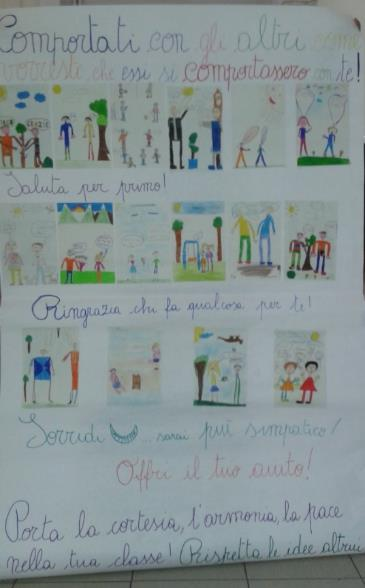 Comportati con gli altri come
vorresti che essi si comportassero con te!
GRAZIE
Saluta per primo!
Ringrazia chi fa qualcosa per te!
Sorridi ... sarai più simpatico!
Offri il tuo aiuto!
Porta la cortesia, l'armonia, la pace
nella tua classe! Rispetta le idee altrui